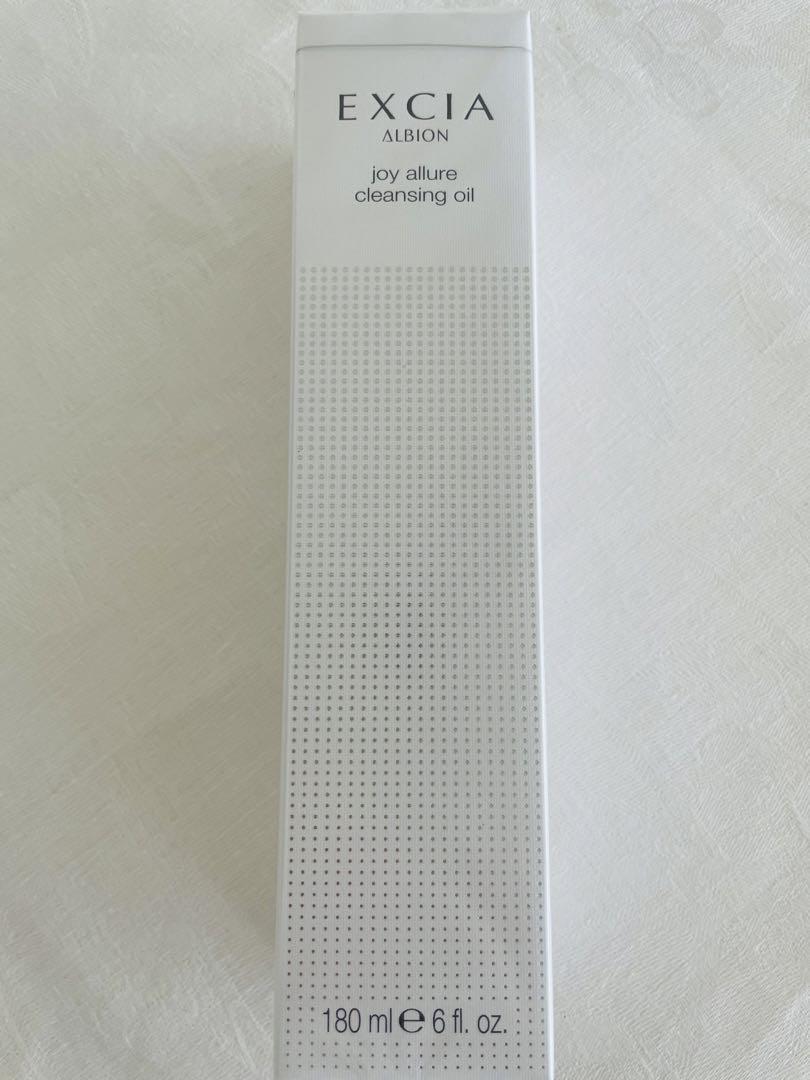 EXCIA
ALBION
joy allure
cleansing oil
180 ml ℮ 6 fl. oz.